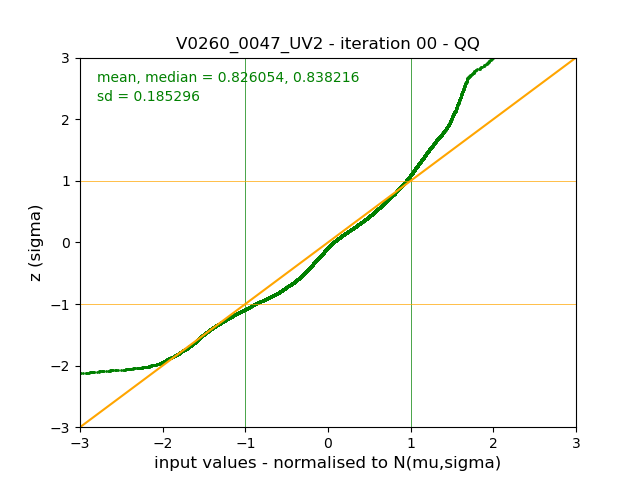 V0260_0047_UV2 - iteration 00 - QQ
mean, median = 0.826054, 0.838216
sd = 0.185296
3
2
1
0
−1
−2
−3
z (sigma)
−3 −2 −1 0 1 2 3
input values - normalised to N(mu,sigma)